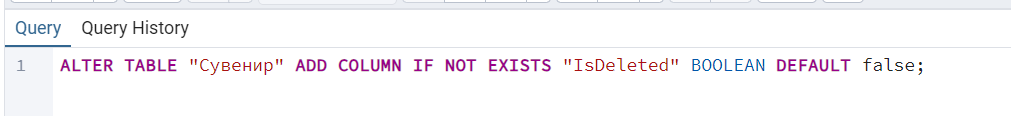 Query Query History
1 ALTER TABLE "Сувенир" ADD COLUMN IF NOT EXISTS "IsDeleted" BOOLEAN DEFAULT false;